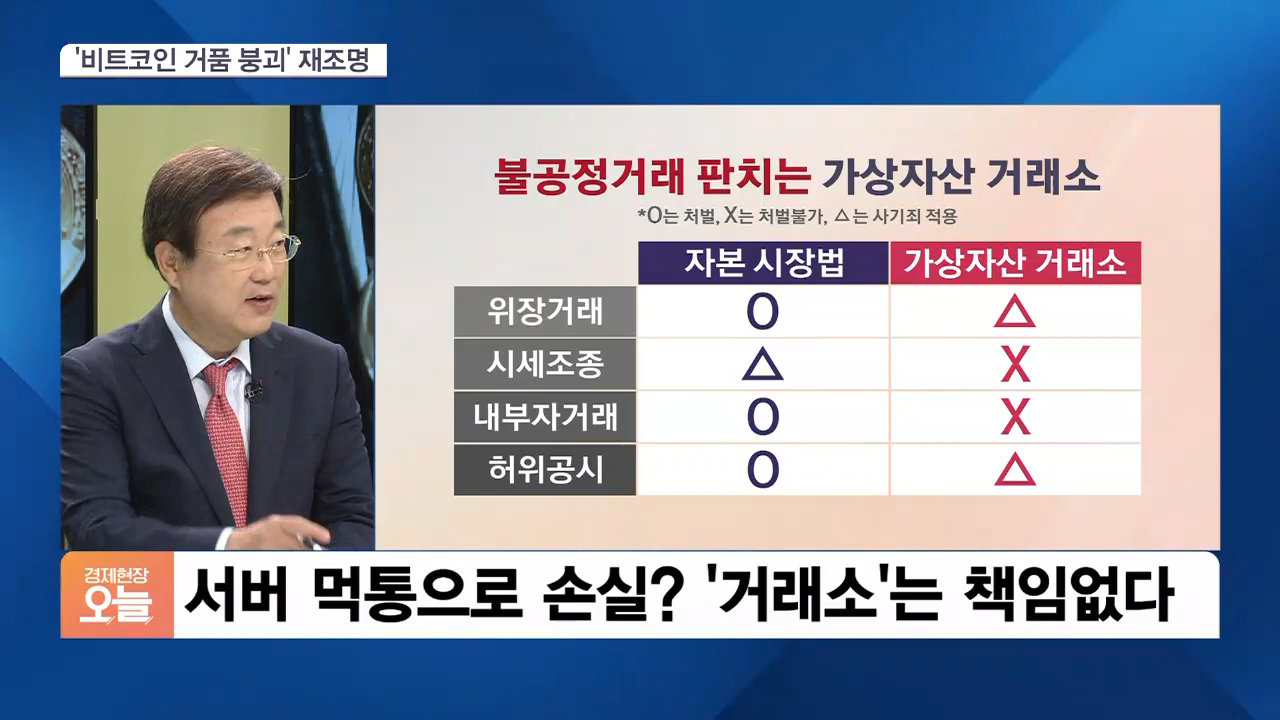 '비트코인 거품 붕괴' 재조명
불공정거래 판치는 가상자산 거래소
*O는 처벌, X는 처벌불가, △는 사기죄 적용
자본 시장법 가상자산 거래소
위장거래 O △
시세조종 △ X
내부자거래 O X
허위공시 O △
경제현장
오늘
서버 먹통으로 손실? '거래소'는 책임없다